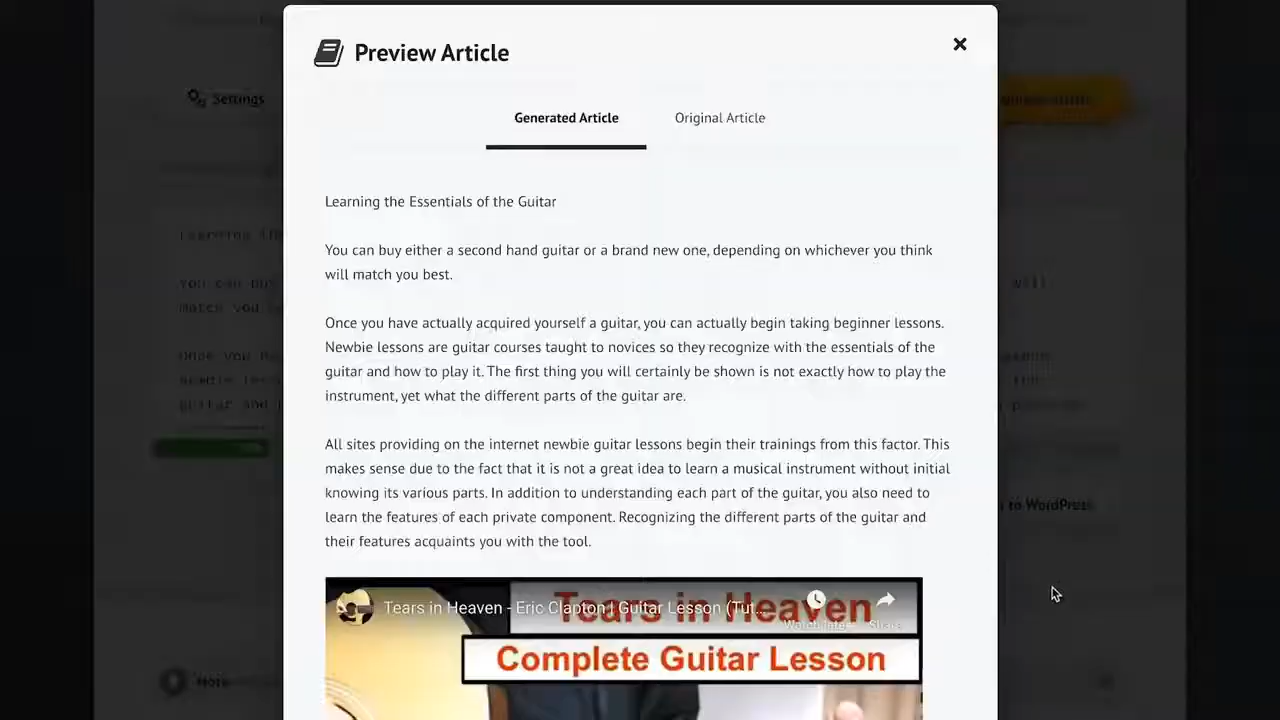 Preview Article
Settings
Generated Article
Original Article
Learning the Essentials of the Guitar
You can buy either a second hand guitar or a brand new one, depending on whichever you think
will match you best.
Once you have actually acquired yourself a guitar, you can actually begin taking beginner lessons.
Newbie lessons are guitar courses taught to novices so they recognize with the essentials of the
guitar and how to play it. The first thing you will certainly be shown is not exactly how to play the
instrument, yet what the different parts of the guitar are.
All sites providing on the internet newbie guitar lessons begin their trainings from this factor. This
makes sense due to the fact that it is not a great idea to learn a musical instrument without initial
knowing its various parts. In addition to understanding each part of the guitar, you also need to
learn the features of each private component. Recognizing the different parts of the guitar and
their features acquaints you with the tool.
to WordPress
Tears in Heaven - Eric Clapton | Guitar Lesson (Tut...
Tears in Heaven
Watch later
Share
Complete Guitar Lesson